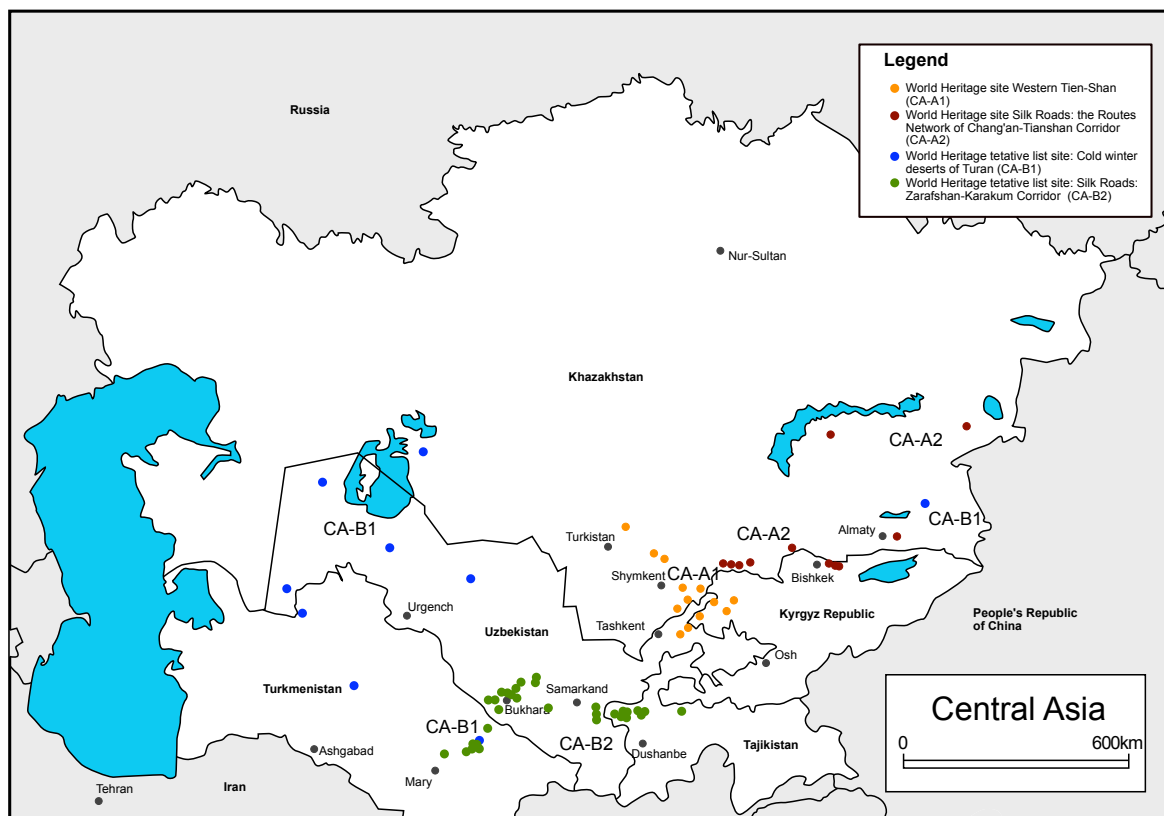 Legend
World Heritage site Western Tien-Shan
(CA-A1)
World Heritage site Silk Roads: the Routes
Network of Chang'an-Tianshan Corridor
(CA-A2)
World Heritage tetative list site: Cold winter
deserts of Turan (CA-B1)
World Heritage tetative list site: Silk Roads:
Zarafshan-Karakum Corridor (CA-B2)
Russia
Nur-Sultan
Khazakhstan
CA-A2
CA-B1
CA-B1
Turkistan
CA-A2
Almaty
Shymkent
CA-A1
Bishkek
Urgench
Kyrgyz Republic
People's Republic
of China
Tashkent
Uzbekistan
Osh
Turkmenistan
Samarkand
Bukhara
CA-B1
CA-B2
Ashgabad
Dushanbe
Tajikistan
Mary
Tehran
Iran
Central Asia
0
600km